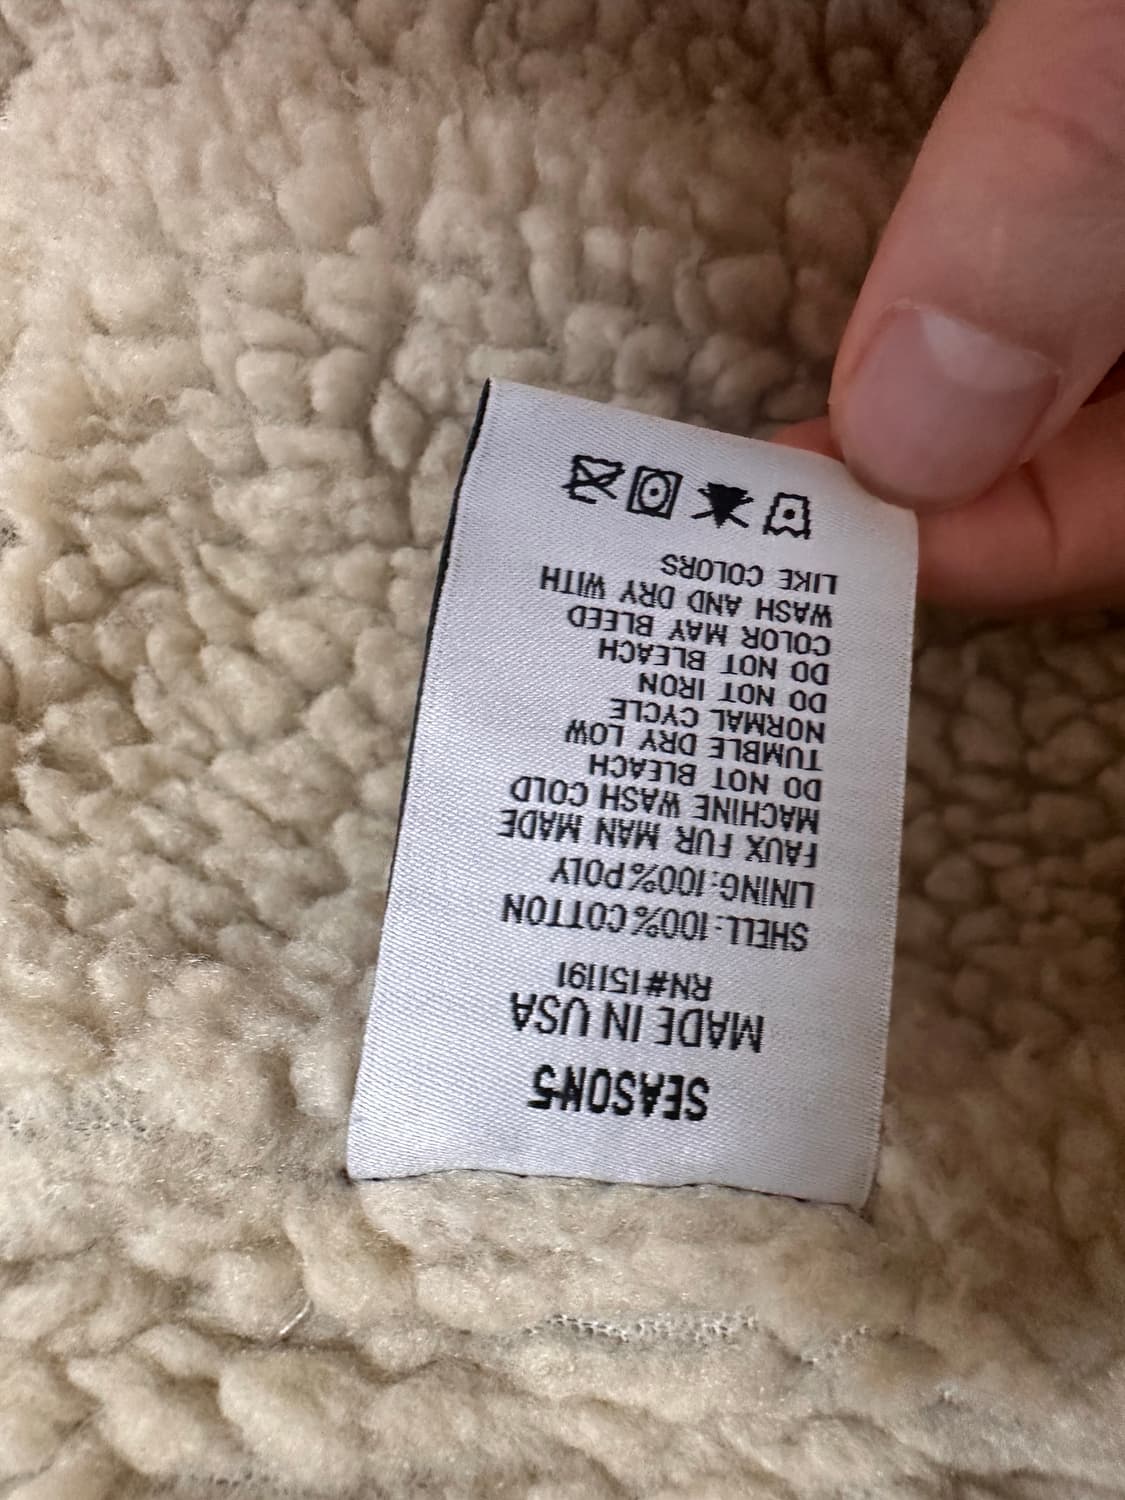 SEASON5
MADE IN USA
RN#151191
SHELL:100%COTTON
LINING:100%POLY
FAUX FUR MAN MADE
MACHINE WASH COLD
DO NOT BLEACH
TUMBLE DRY LOW
NORMAL CYCLE
DO NOT IRON
DO NOT BLEACH
COLOR MAY BLEED
WASH AND DRY WITH
LIKE COLORS